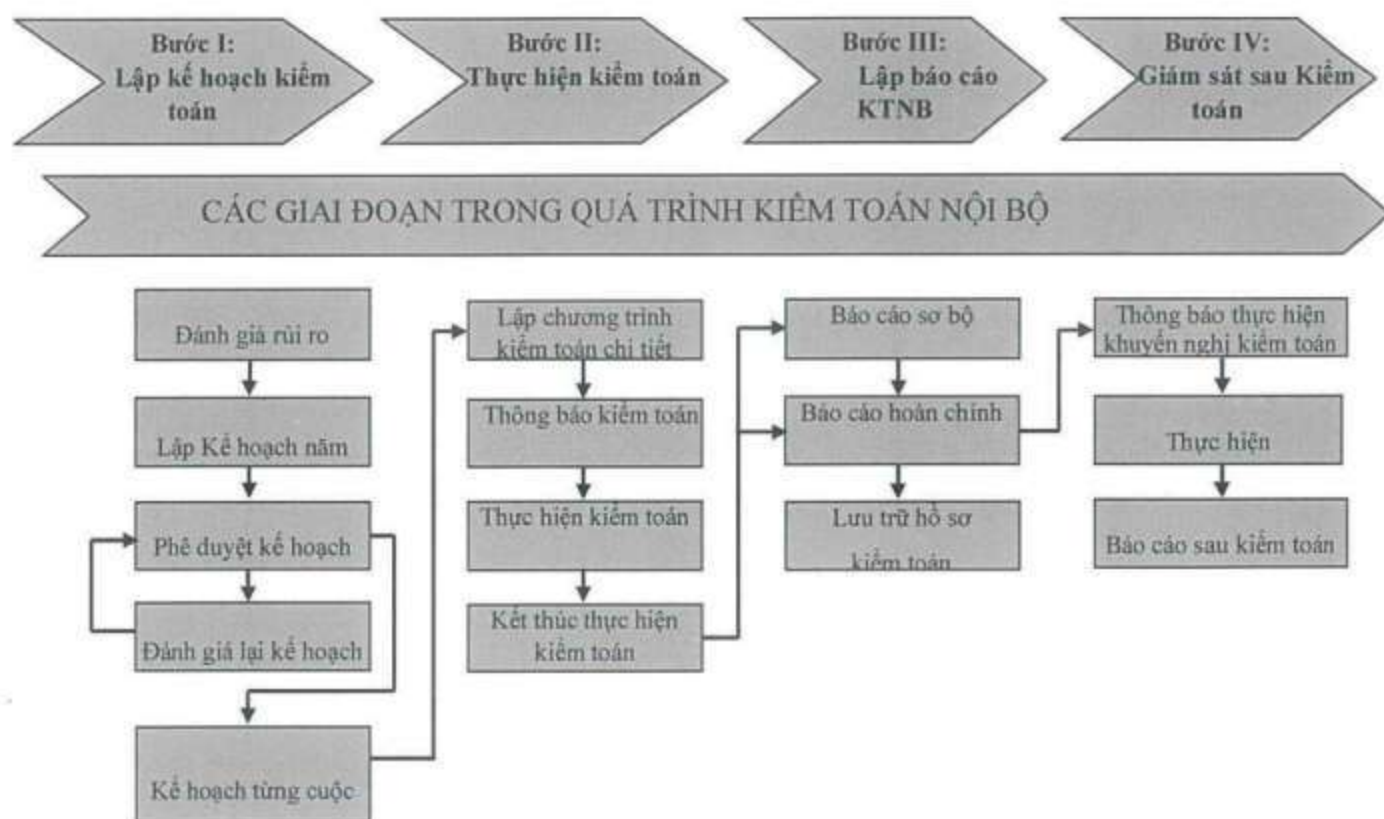 Bước I:
Lập kế hoạch kiểm
toán
Bước II:
Thực hiện kiểm toán
Bước III:
Lập báo cáo
KTNB
Bước IV:
Giám sát sau Kiểm
toán
CÁC GIAI ĐOẠN TRONG QUÁ TRÌNH KIỂM TOÁN NỘI BỘ
Đánh giá rủi ro
Lập Kế hoạch năm
Phê duyệt kế hoạch
Đánh giá lại kế hoạch
Kế hoạch từng cuộc
Lập chương trình
kiểm toán chi tiết
Thông báo kiểm toán
Thực hiện kiểm toán
Kết thúc thực hiện
kiểm toán
Báo cáo sơ bộ
Báo cáo hoàn chỉnh
Lưu trữ hồ sơ
kiểm toán
Thông báo thực hiện
khuyến nghị kiểm toán
Thực hiện
Báo cáo sau kiểm toán